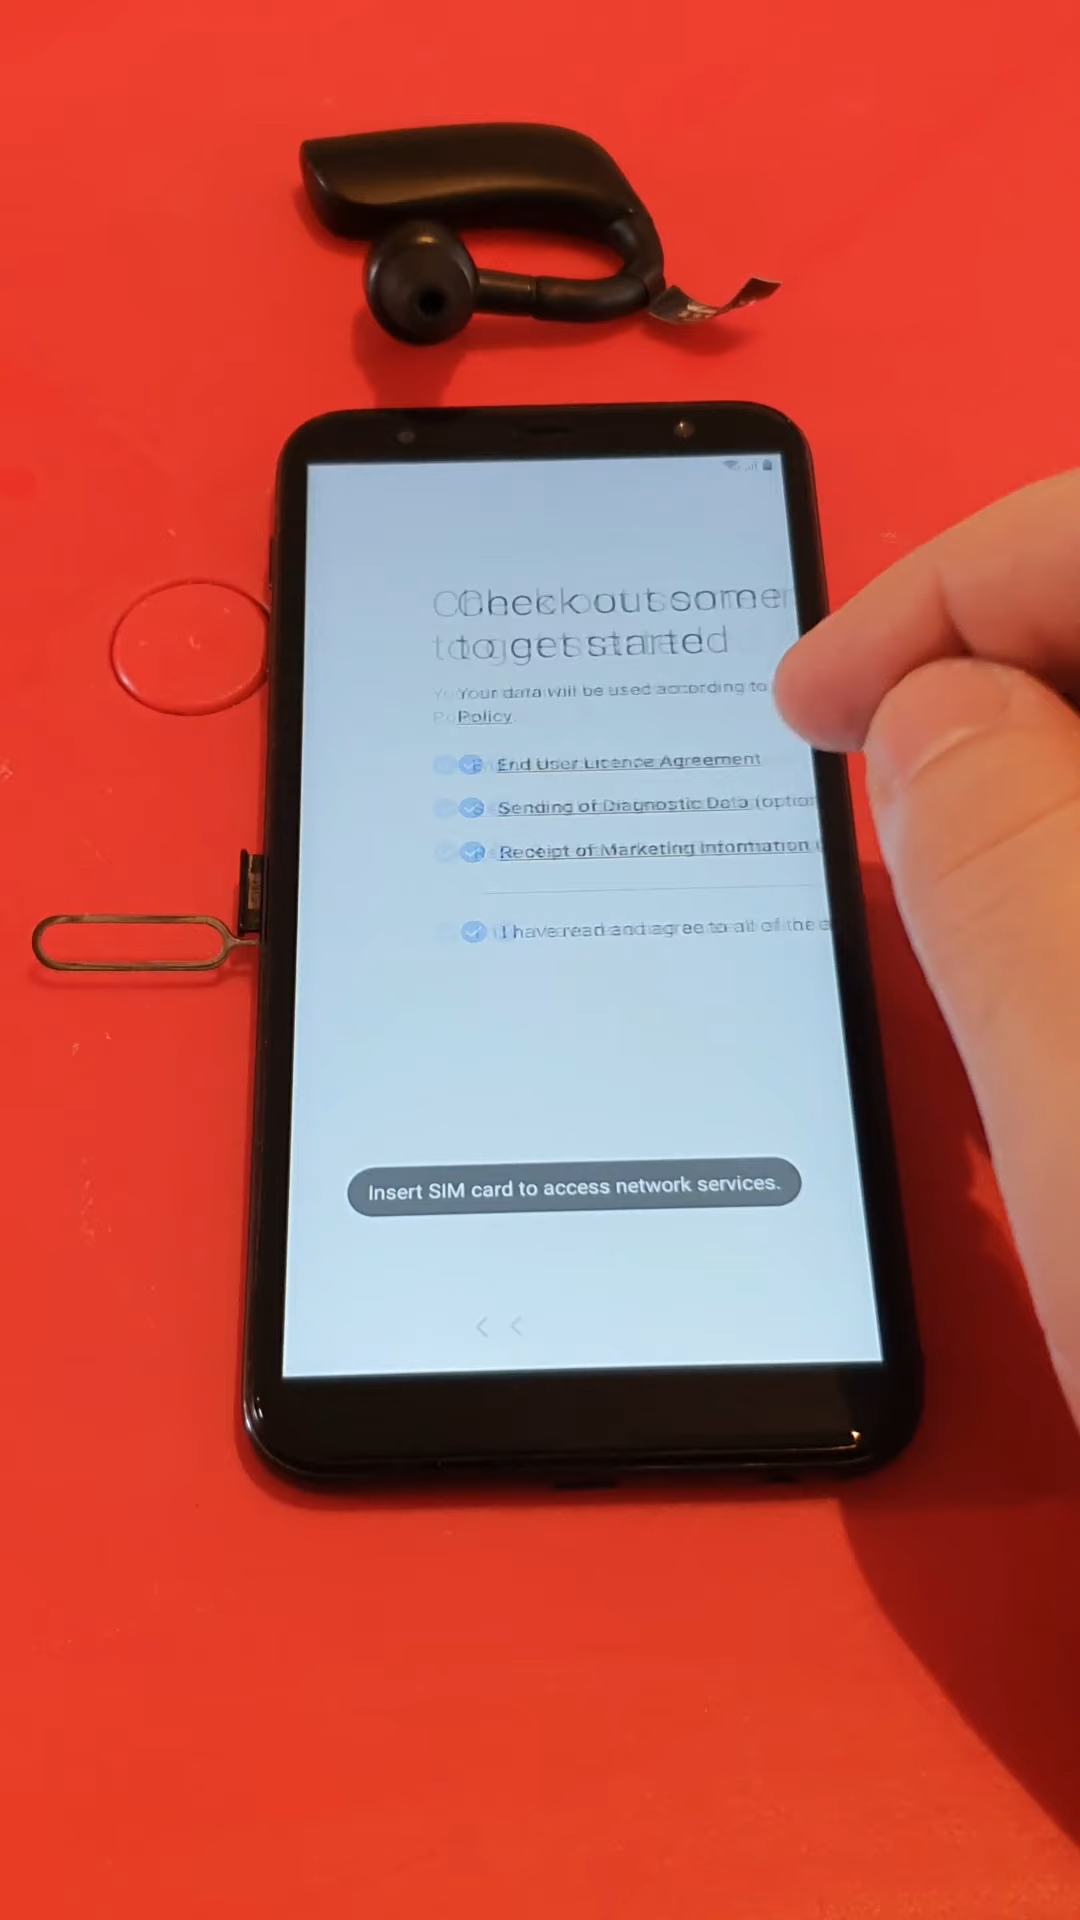 Check out some
to get started
Your data will be used according to
Policy.
End User Licence Agreement
Sending of Diagnostic Data
Receipt of Marketing Information
I have read and agree to all of the
Insert SIM card to access network services.